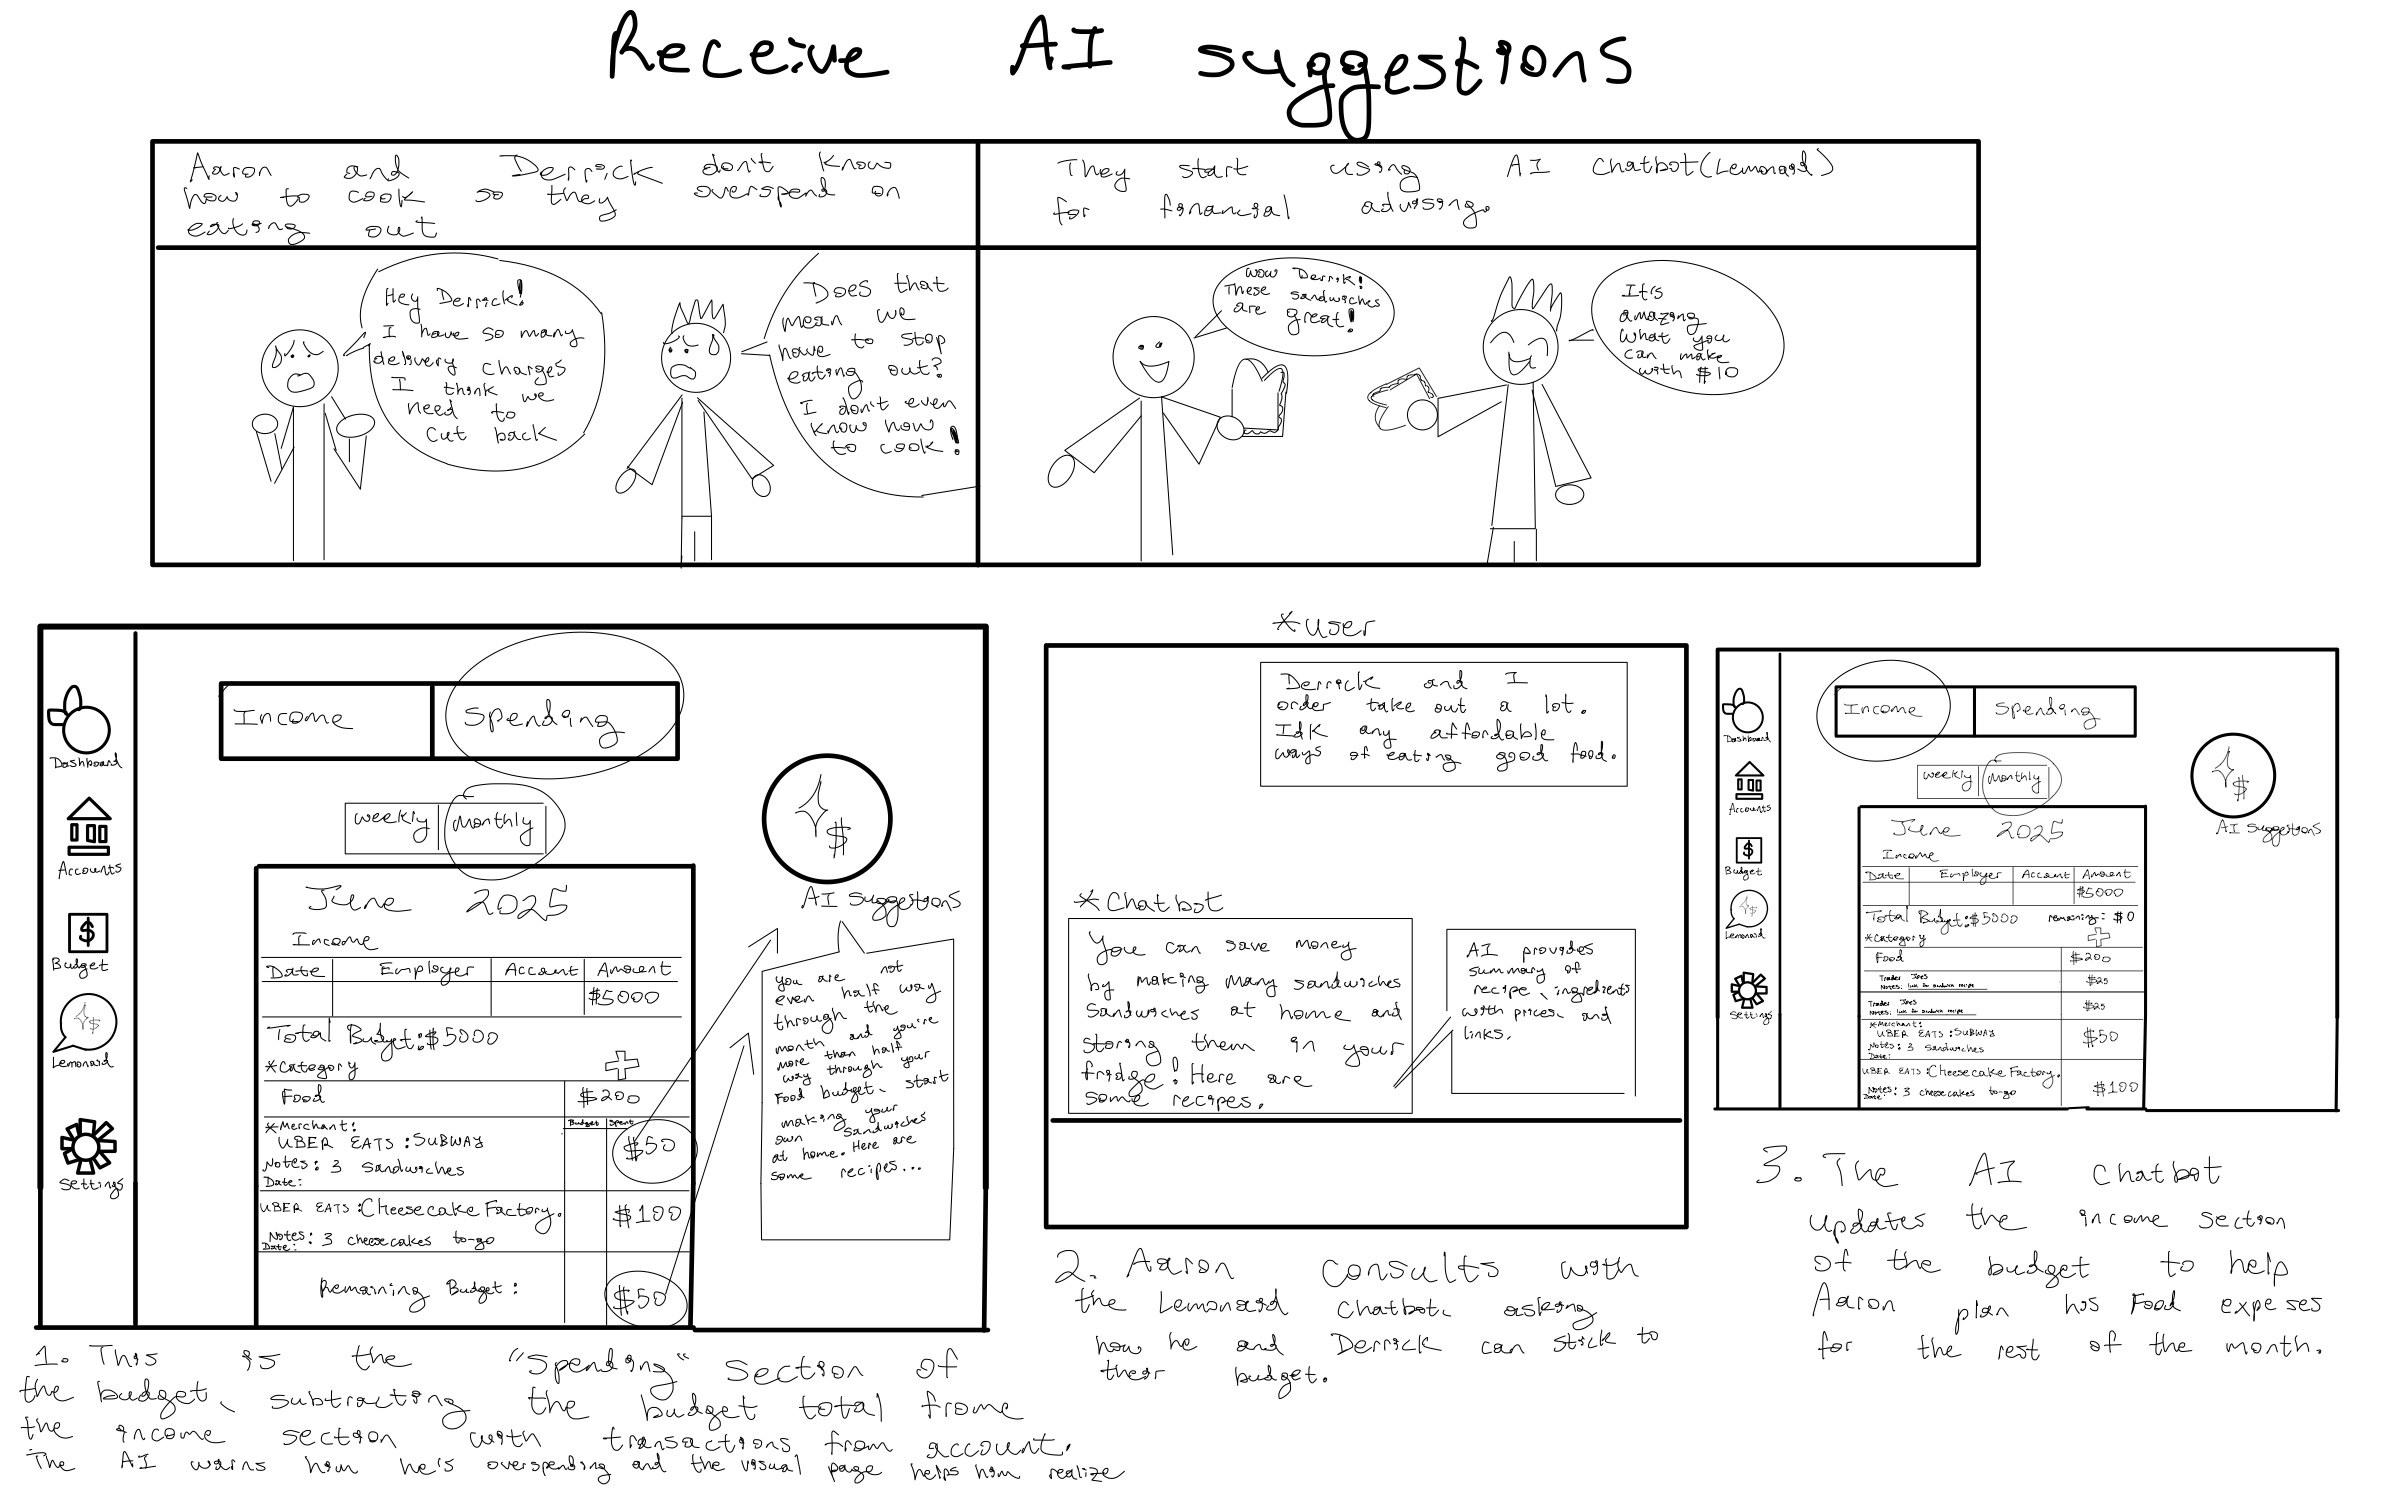 Receive AI suggestions
Aaron and Derrick don't know
how to cook so they overspend on
eating out
They start using AI Chatbot(Lemonaid)
for financial advising.
Hey Derrick!
I have so many
delivery charges
I think we
need to
cut back
Does that
mean we
have to stop
eating out?
I don't even
know how
to cook!
Wow Derrik!
These sandwiches
are great!
It's
amazing
what you
can make
with $10
Income
Spending
weekly
monthly
Dashboard
Accounts
$
Budget
$
Lemonaid
Settings
June 2025
Income
Date Employer Account Amount
$5000
Total Budget:$5000
*Category
Food $200
Budget Spent
*Merchant:
UBER EATS :SUBWAY
$50
Notes: 3 sandwiches
Date:
UBER EATS :Cheesecake Factory.
$100
Notes: 3 cheesecakes to-go
Date:
Remaining Budget:
$50
$
AI suggestions
you are not
even half way
through the
month and you're
more than half
way through your
Food budget, start
making your
own sandwiches
at home. Here are
some recipes...
1. This is the "Spending" section of
the budget, subtracting the budget total frome
the income section with transactions from account.
The AI warns him he's overspending and the visual page helps him realize
*user
Derrick and I
order take out a lot.
Idk any affordable
ways of eating good food.
*Chatbot
You can save money
by making many sandwiches
Sandwiches at home and
storing them in your
fridge! Here are
some recipes.
AI provides
summary of
recipe, ingredients
with prices, and
links.
2. Aaron consults with
the Lemonaid chatbot, asking
how he and Derrick can stick to
their budget.
Income
Spending
weekly
monthly
Dashboard
Accounts
$
Budget
$
Lemonaid
Settings
June 2025
Income
Date Employer Account Amount
$5000
Total Budget:$5000 remaining: $0
*Category
Food $200
Trader Joes
$25
Notes: link for sandwich recipe
Trader Joes
$25
Notes: link for sandwich recipe
*Merchant:
UBER EATS :SUBWAY
$50
Notes: 3 sandwiches
Date:
UBER EATS :Cheesecake Factory.
$100
Notes: 3 cheesecakes to-go
Date:
$
AI suggestions
3. The AI chatbot
updates the income section
of the budget to help
Aaron plan his Food expeses
for the rest of the month.